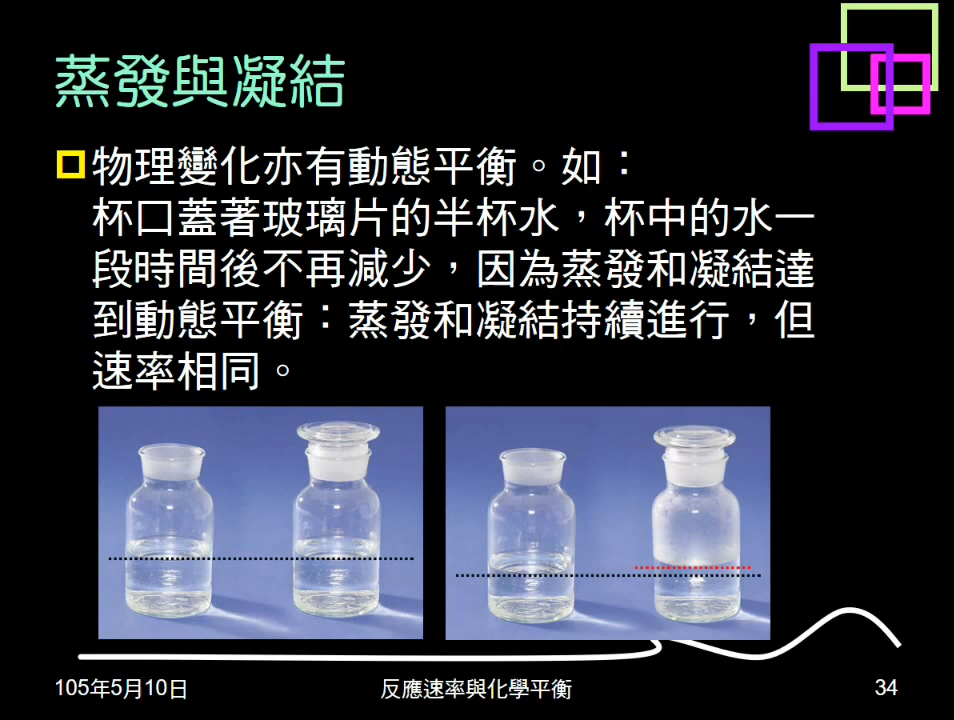 蒸發與凝結
物理變化亦有動態平衡。如：
杯口蓋著玻璃片的半杯水，杯中的水一
段時間後不再減少，因為蒸發和凝結達
到動態平衡：蒸發和凝結持續進行，但
速率相同。
105年5月10日
反應速率與化學平衡
34